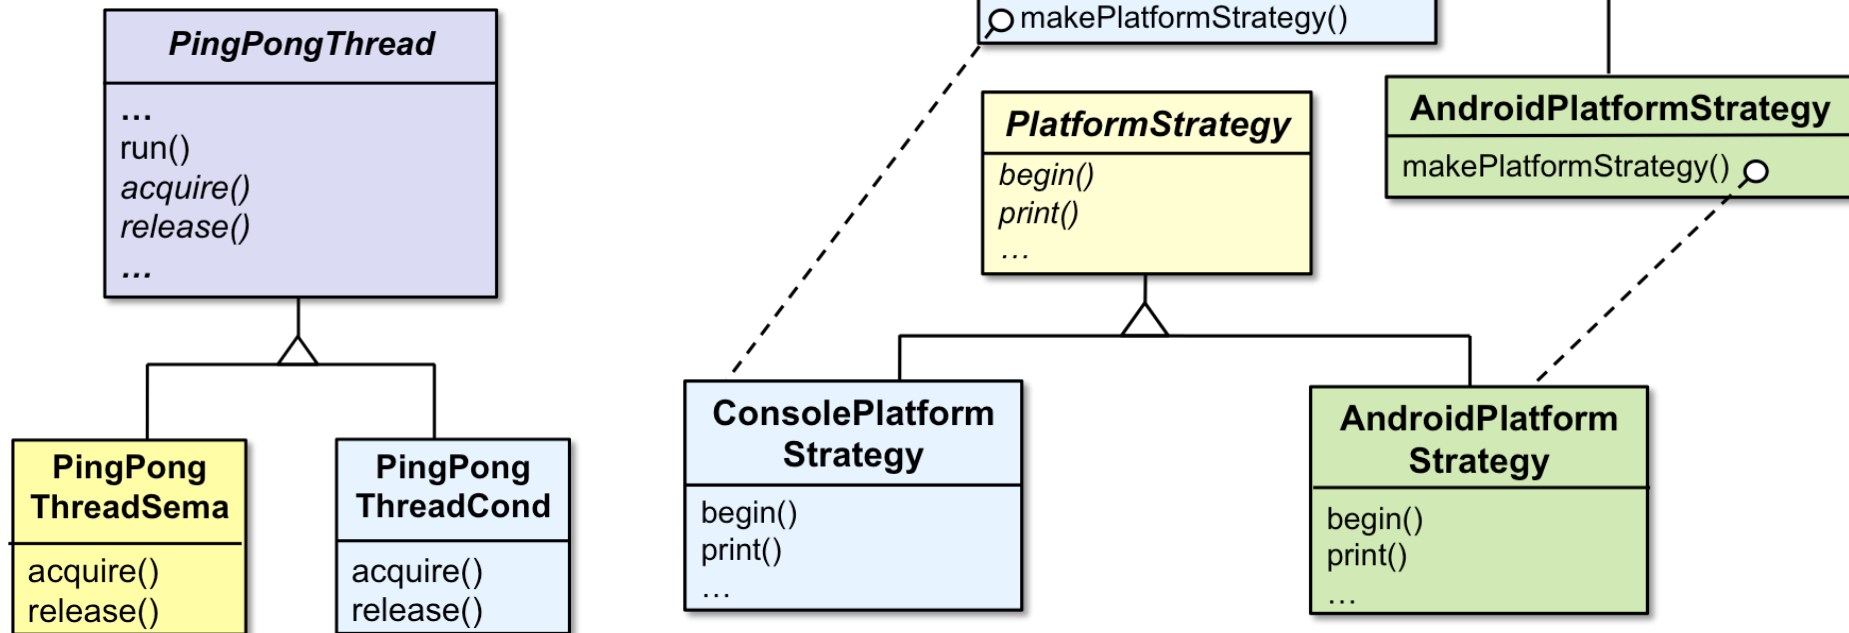 PingPongThread
...
run()
acquire()
release()
...
PingPong
ThreadSema
acquire()
release()
PingPong
ThreadCond
acquire()
release()
makePlatformStrategy()
PlatformStrategy
begin()
print()
...
AndroidPlatformStrategy
makePlatformStrategy()
ConsolePlatform
Strategy
begin()
print()
...
AndroidPlatform
Strategy
begin()
print()
...